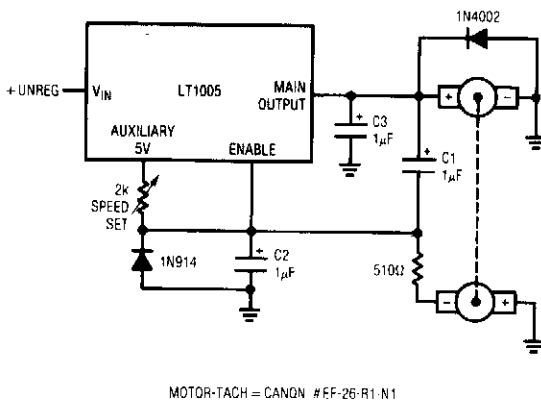 1N4002
LT1005
+UNREG
VIN
MAIN
OUTPUT
+
-
AUXILIARY
5V
ENABLE
+
C3
1µF
+
C1
1µF
2k
SPEED
SET
1N914
+
C2
1µF
510Ω
-
+
MOTOR-TACH = CANON #EF-26-R1-N1